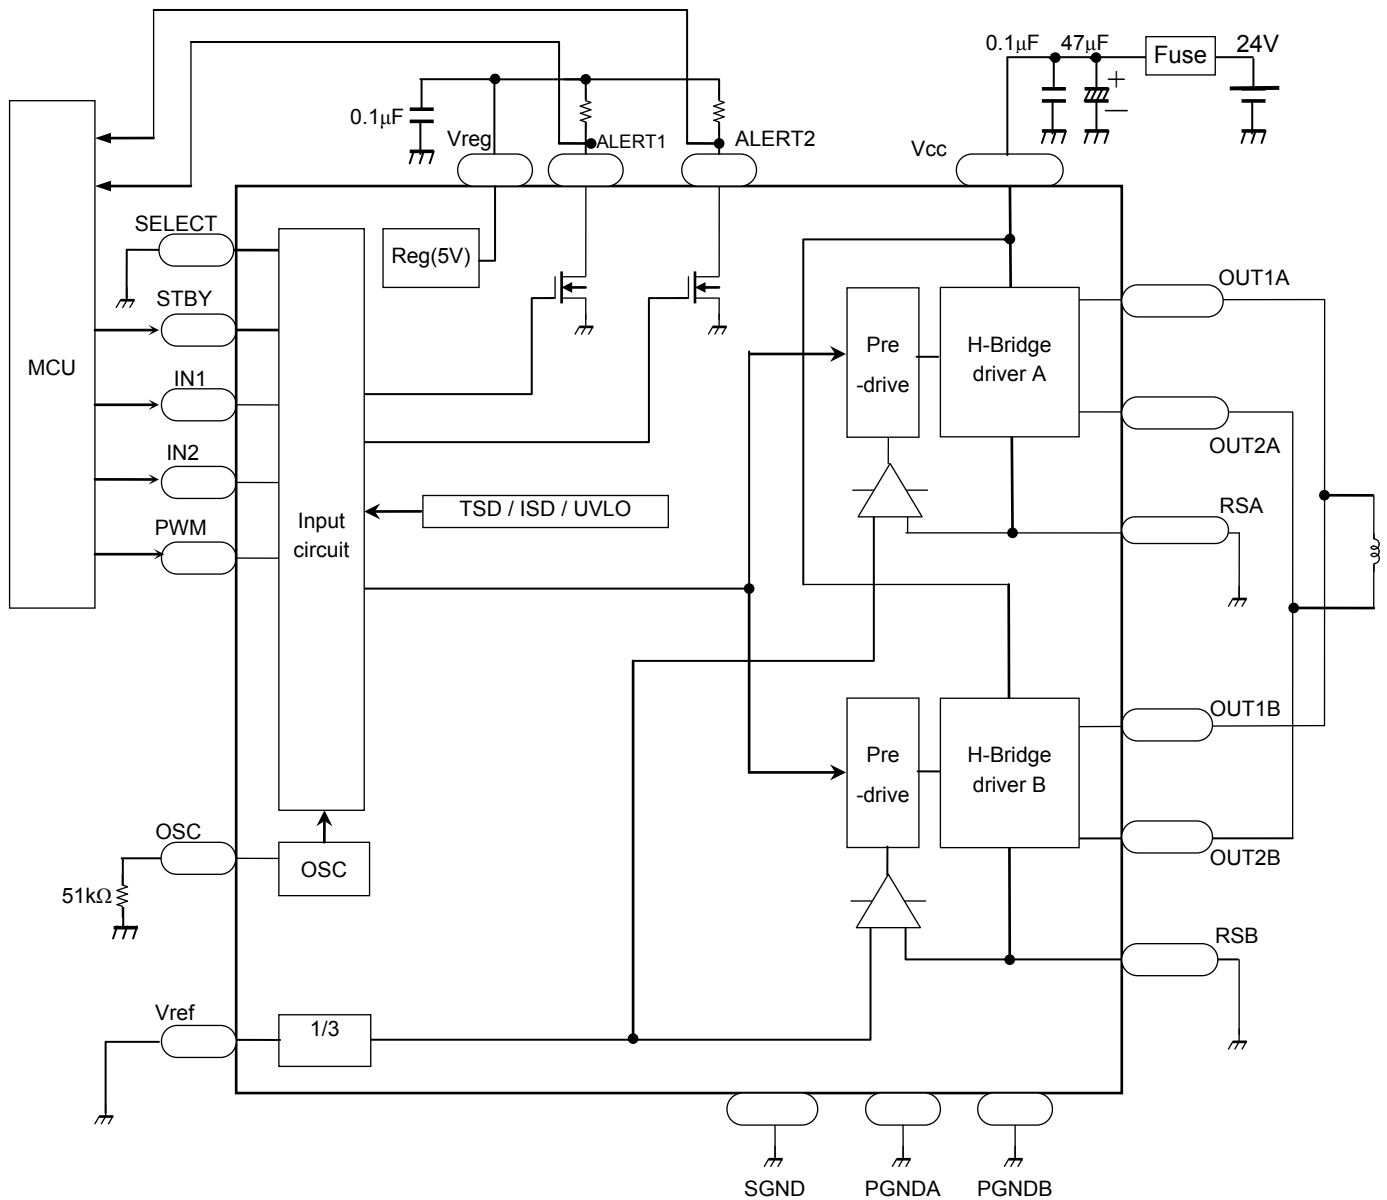 0.1μF
47μF
Fuse
24V
+
—
0.1μF
Vreg
ALERT1
ALERT2
Vcc
MCU
SELECT
STBY
IN1
IN2
PWM
Reg(5V)
Input
circuit
TSD / ISD / UVLO
Pre
-drive
H-Bridge
driver A
OUT1A
OUT2A
RSA
Pre
-drive
H-Bridge
driver B
OUT1B
OUT2B
RSB
OSC
51kΩ
OSC
Vref
1/3
SGND
PGNDA
PGNDB